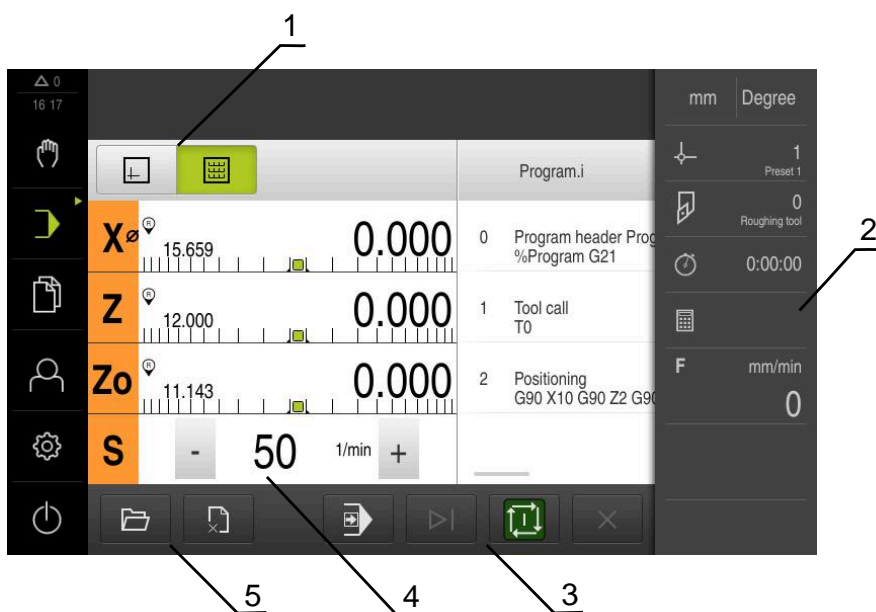 1
△ 0
16 17
mm Degree
Program.i
1
Preset 1
X⌀ R 15.659 0.000
0 Program header Prog
%Program G21
0
Roughing tool
2
0:00:00
Z R 12.000 0.000
1 Tool call
T0
Zo R 11.143 0.000
2 Positioning
G90 X10 G90 Z2 G90
F mm/min
0
S - 50 1/min +
5 4 3